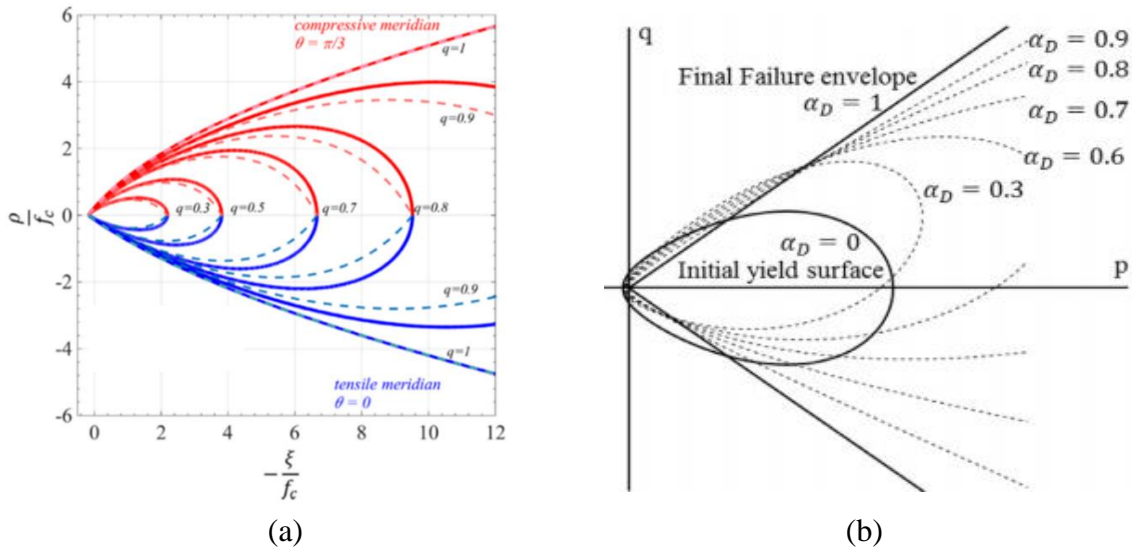 6
4
2
0
-2
-4
-6
ρ/f_c
compressive meridian
θ = π/3
q=1
q=0.9
q=0.3
q=0.5
q=0.7
q=0.8
q=0.9
q=1
tensile meridian
θ = 0
0 2 4 6 8 10 12
-ξ/f_c
(a)
q
Final Failure envelope
α_D = 1
α_D = 0.9
α_D = 0.8
α_D = 0.7
α_D = 0.6
α_D = 0.3
α_D = 0
Initial yield surface
p
(b)